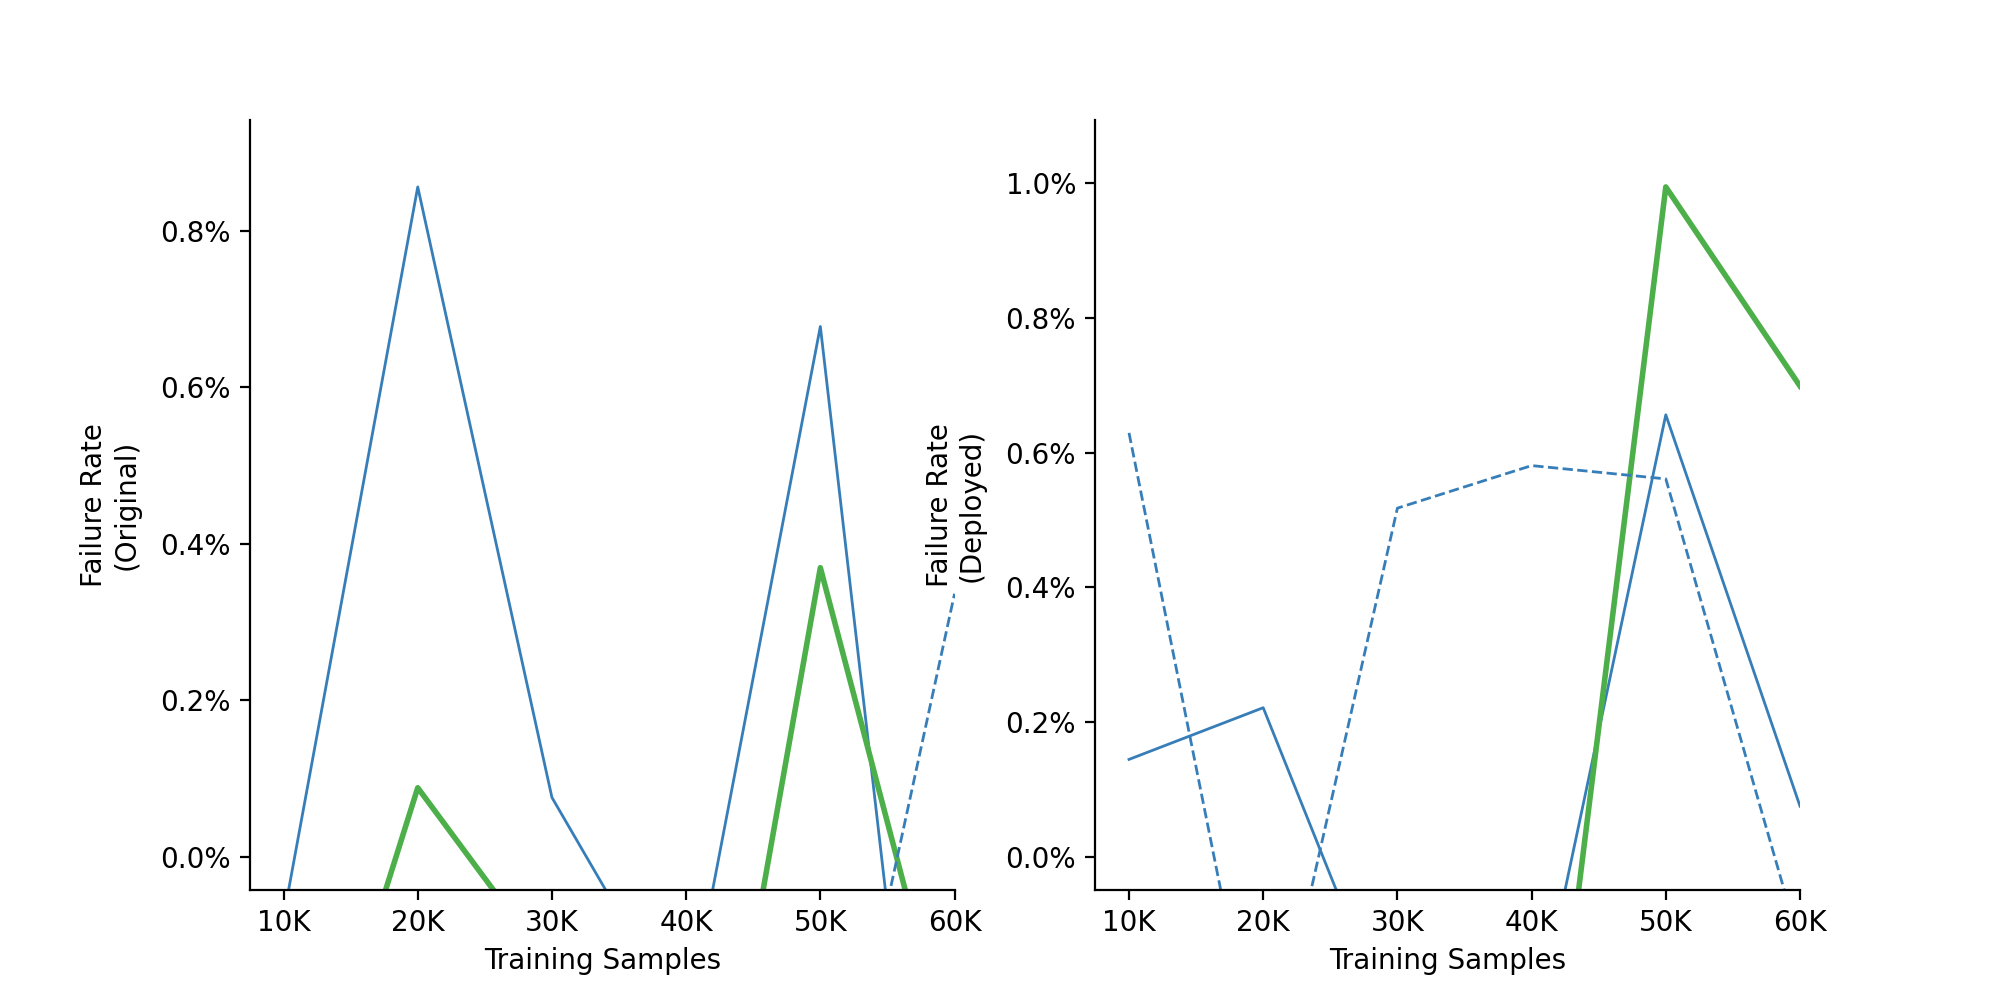 Failure Rate
(Original)
0.8%
0.6%
0.4%
0.2%
0.0%
10K 20K 30K 40K 50K 60K
Training Samples
Failure Rate
(Deployed)
1.0%
0.8%
0.6%
0.4%
0.2%
0.0%
10K 20K 30K 40K 50K 60K
Training Samples